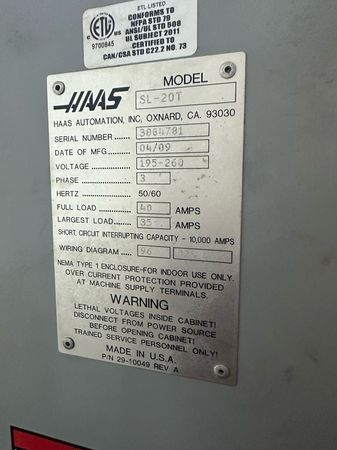 ETL LISTED
CONFORMS TO
NFPA STD 79
ANSI/UL STD 508
UL SUBJECT 2011
CERTIFIED TO
CAN/CSA STD C22.2 NO. 73
ETL
9700845
HAAS
MODEL
SL-20T
HAAS AUTOMATION, INC, OXNARD, CA. 93030
SERIAL NUMBER 3084781
DATE OF MFG. 04/09
VOLTAGE 195-260
PHASE 3
HERTZ 50/60
FULL LOAD 40 AMPS
LARGEST LOAD 35 AMPS
SHORT CIRCUIT INTERRUPTING CAPACITY - 10,000 AMPS
WIRING DIAGRAM 96
NEMA TYPE 1 ENCLOSURE-FOR INDOOR USE ONLY.
OVER CURRENT PROTECTION PROVIDED
AT MACHINE SUPPLY TERMINALS.
WARNING
LETHAL VOLTAGES INSIDE CABINET!
DISCONNECT FROM POWER SOURCE
BEFORE OPENING CABINET!
TRAINED SERVICE PERSONNEL ONLY!
MADE IN U.S.A.
P/N 29-10049 REV A